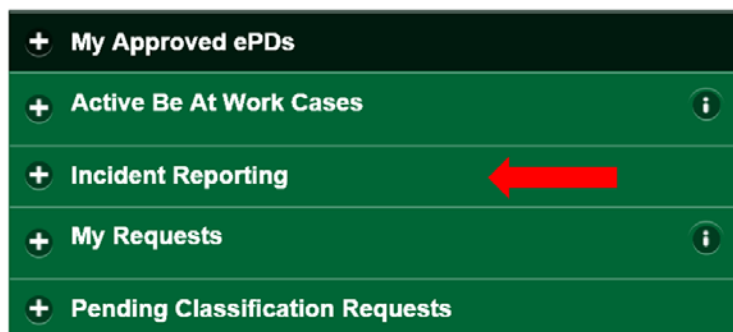 My Approved ePDs
Active Be At Work Cases
Incident Reporting
My Requests
Pending Classification Requests